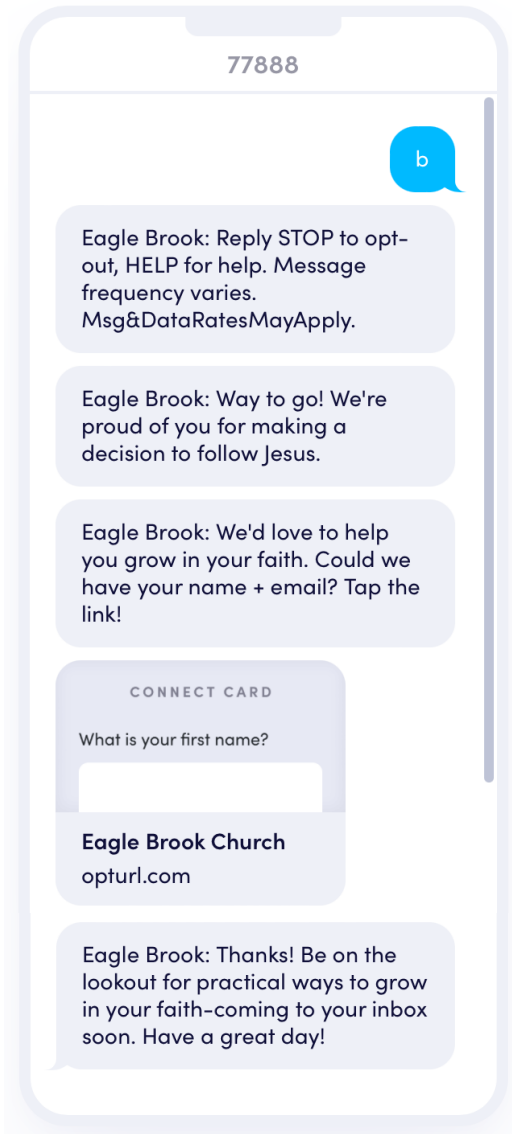 77888
b
Eagle Brook: Reply STOP to opt-
out, HELP for help. Message
frequency varies.
Msg&DataRatesMayApply.
Eagle Brook: Way to go! We're
proud of you for making a
decision to follow Jesus.
Eagle Brook: We'd love to help
you grow in your faith. Could we
have your name + email? Tap the
link!
CONNECT CARD
What is your first name?
Eagle Brook Church
opturl.com
Eagle Brook: Thanks! Be on the
lookout for practical ways to grow
in your faith-coming to your inbox
soon. Have a great day!